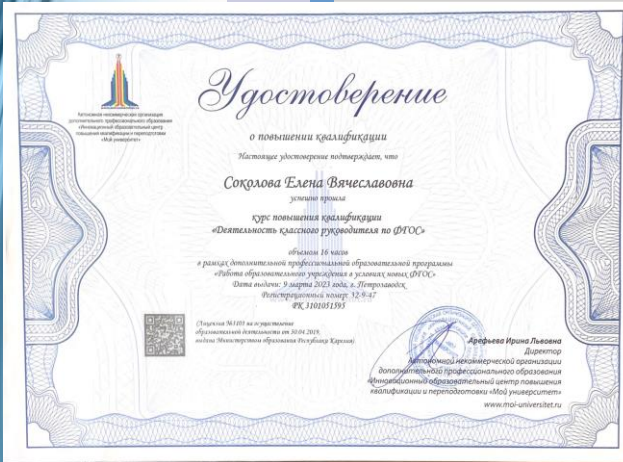 Автономная некоммерческая организация
дополнительного профессионального образования
«Инновационный образовательный центр
повышения квалификации и переподготовки
«Мой университет»
Удостоверение
о повышении квалификации
Настоящее удостоверение подтверждает, что
Соколова Елена Вячеславовна
успешно прошла
курс повышения квалификации
«Деятельность классного руководителя по ФГОС»
объемом 16 часов
в рамках дополнительной профессиональной образовательной программы
«Работа образовательного учреждения в условиях новых ФГОС»
Дата выдачи: 9 марта 2023 года, г. Петрозаводск
Регистрационный номер: 32-9-47
РК 3101051595
(Лицензия №3103 на осуществление
образовательной деятельности от 30.04.2019,
выдана Министерством образования Республики Карелия)
Арефьева Ирина Львовна
Директор
Автономной некоммерческой организации
дополнительного профессионального образования
«Инновационный образовательный центр повышения
квалификации и переподготовки «Мой университет»
www.moi-universitet.ru